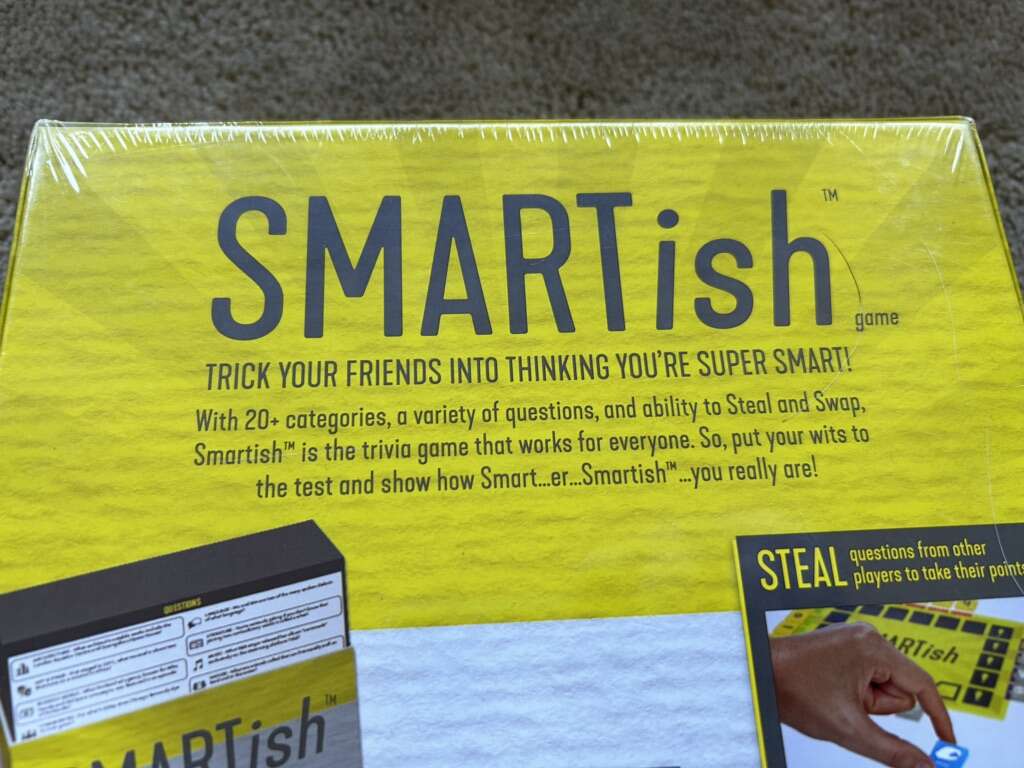 SMARTish™
game
TRICK YOUR FRIENDS INTO THINKING YOU'RE SUPER SMART!
With 20+ categories, a variety of questions, and ability to Steal and Swap,
Smartish™ is the trivia game that works for everyone. So, put your wits to
the test and show how Smart...er...Smartish™...you really are!
STEAL questions from other
players to take their points
SMARTish
QUESTIONS
SMARTish™